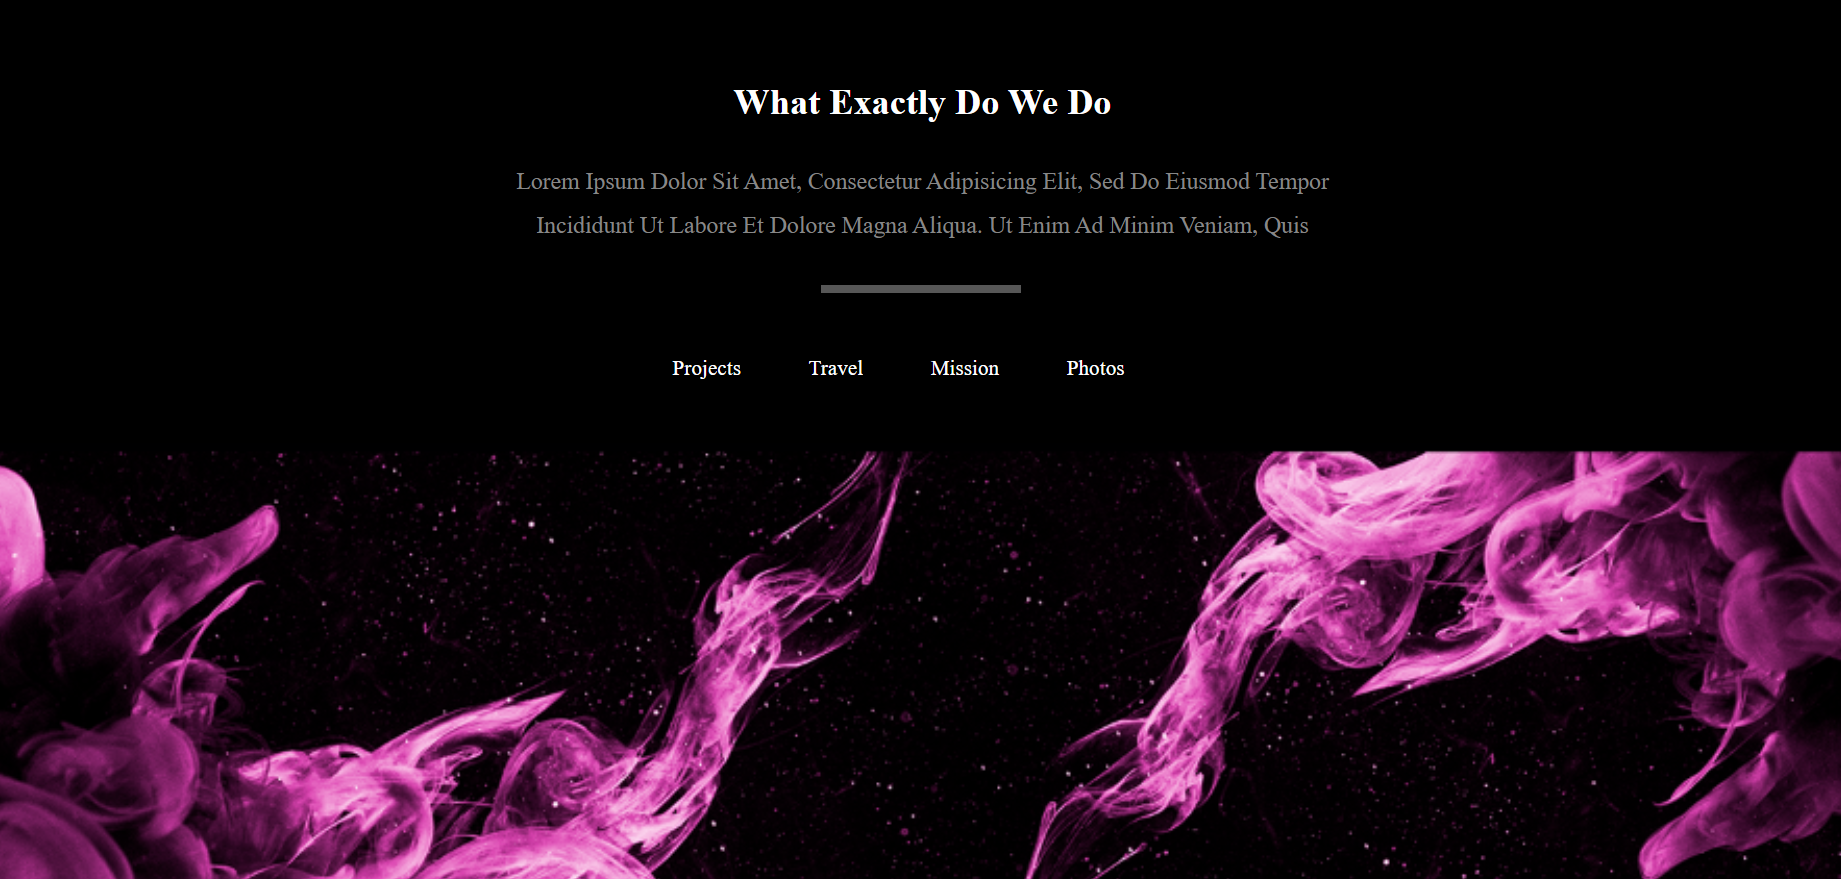 What Exactly Do We Do
Lorem Ipsum Dolor Sit Amet, Consectetur Adipisicing Elit, Sed Do Eiusmod Tempor
Incididunt Ut Labore Et Dolore Magna Aliqua. Ut Enim Ad Minim Veniam, Quis
Projects Travel Mission Photos